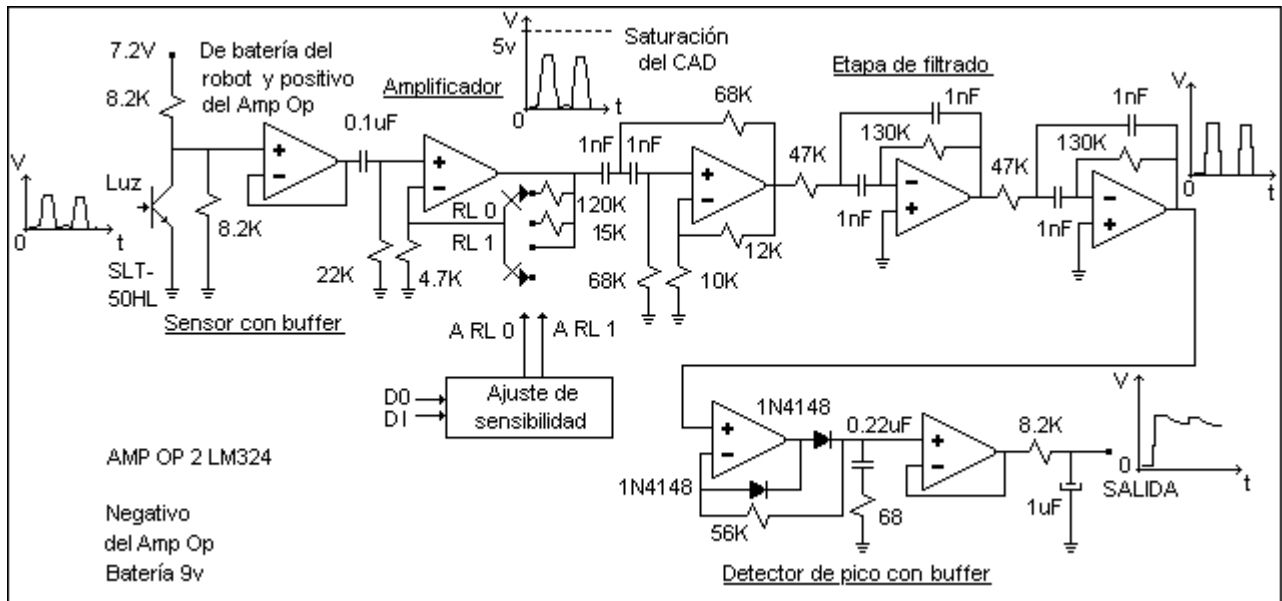 7.2V
De batería del
robot y positivo
del Amp Op
8.2K
V
0
t
Luz
SLT-
50HL
8.2K
Sensor con buffer
0.1uF
22K
4.7K
Amplificador
V
5v
0
t
Saturación
del CAD
RL 0
RL 1
120K
15K
A RL 0
A RL 1
D0
D1
Ajuste de
sensibilidad
1nF
1nF
68K
68K
10K
12K
Etapa de filtrado
47K
1nF
130K
1nF
47K
1nF
130K
1nF
V
0
t
+
-
+
-
+
-
-
+
-
+
AMP OP 2 LM324
Negativo
del Amp Op
Batería 9v
+
-
1N4148
1N4148
56K
0.22uF
68
+
-
8.2K
1uF
SALIDA
V
0
t
Detector de pico con buffer